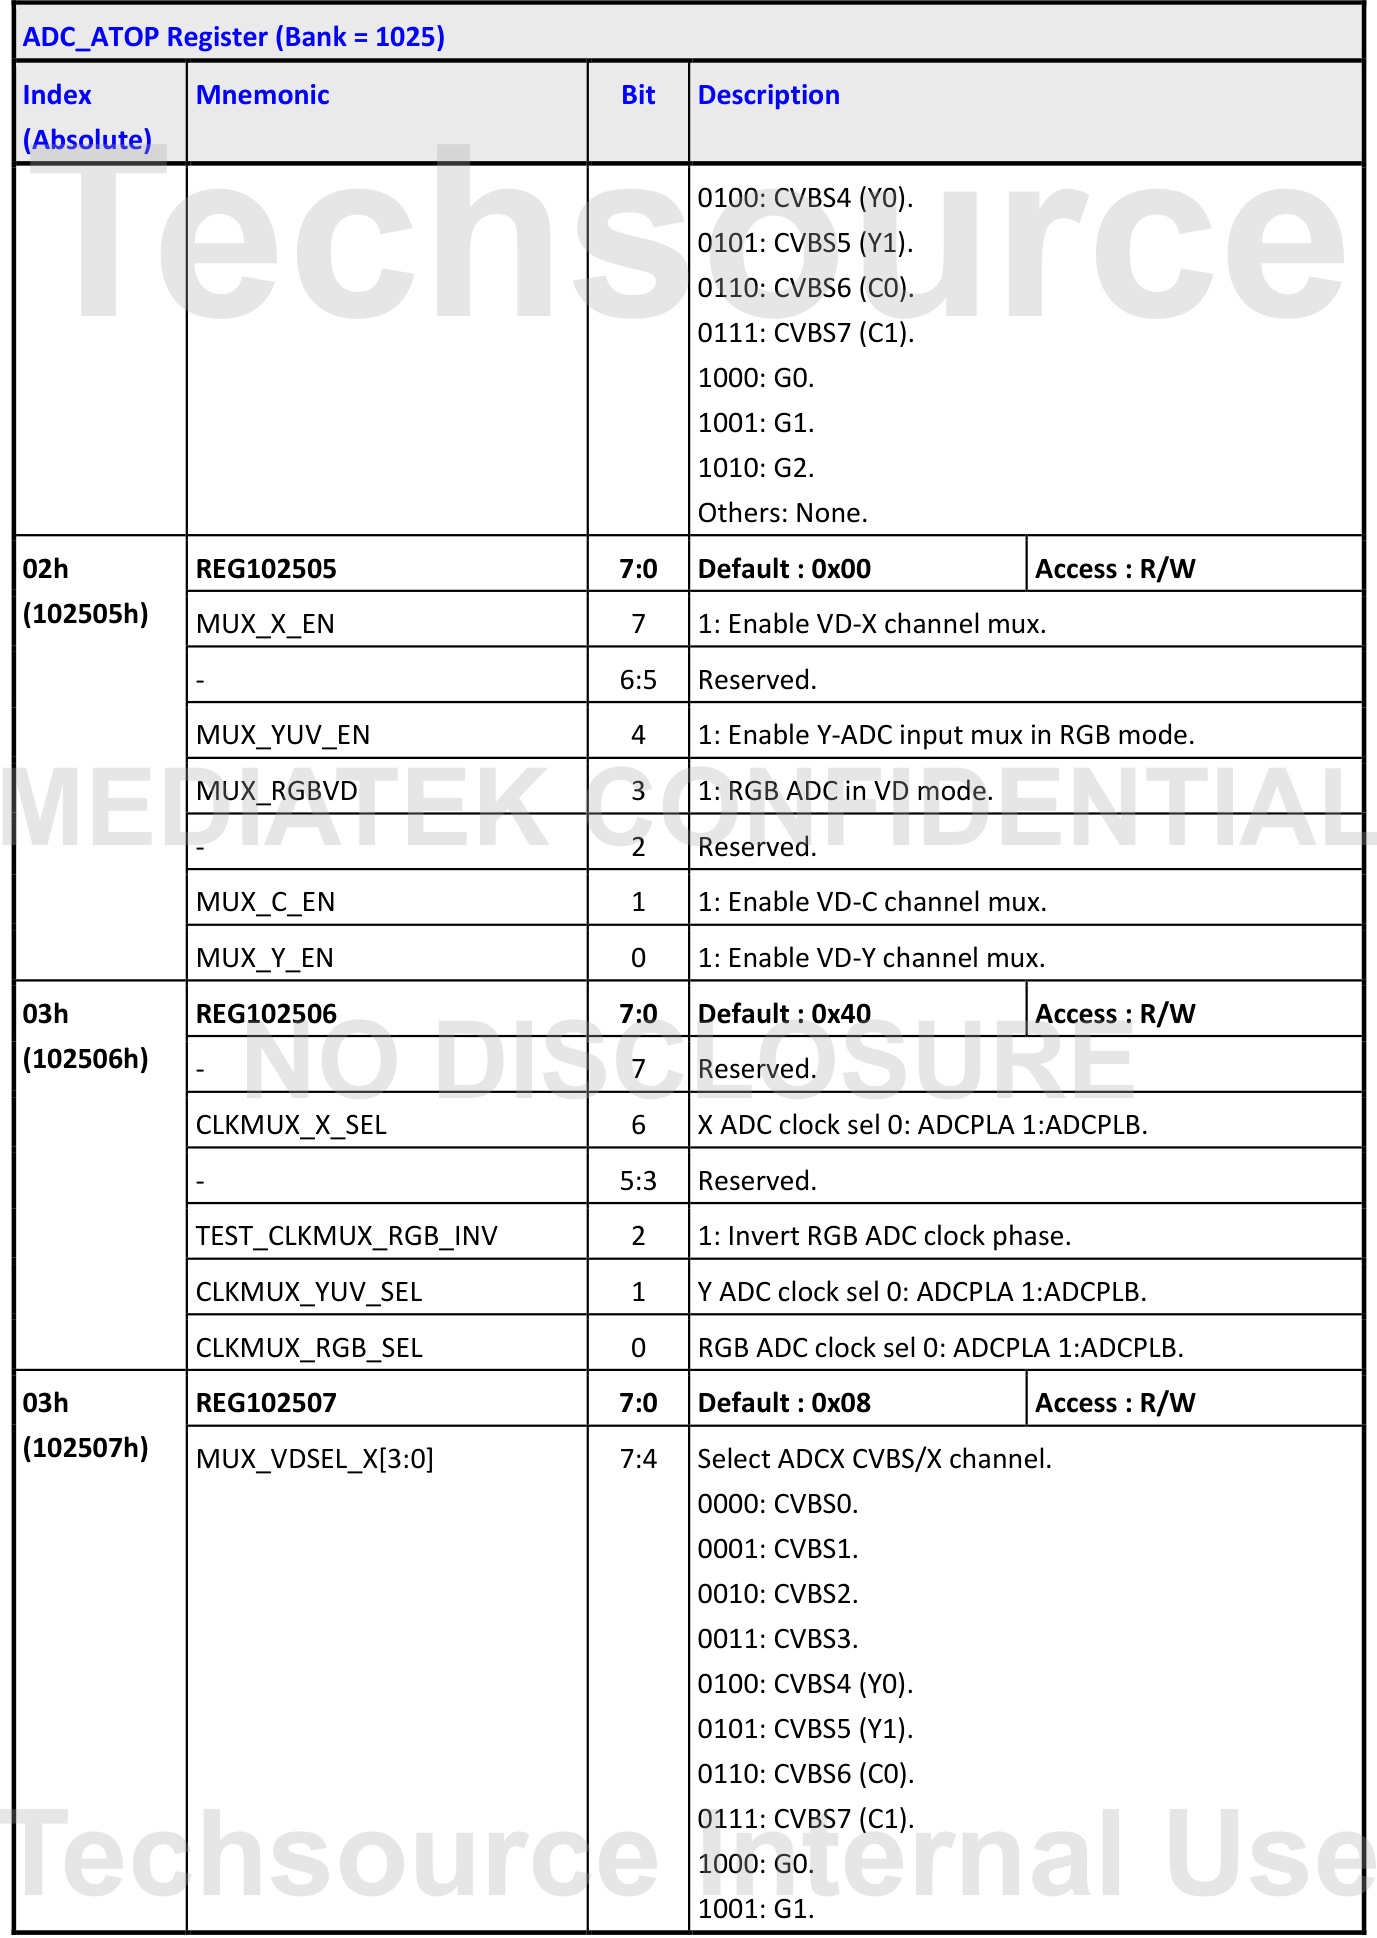 ADC_ATOP Register (Bank = 1025)
Index (Absolute) Mnemonic Bit Description
0100: CVBS4 (Y0).
0101: CVBS5 (Y1).
0110: CVBS6 (C0).
0111: CVBS7 (C1).
1000: G0.
1001: G1.
1010: G2.
Others: None.
02h (102505h) REG102505 7:0 Default : 0x00 Access : R/W
MUX_X_EN 7 1: Enable VD-X channel mux.
- 6:5 Reserved.
MUX_YUV_EN 4 1: Enable Y-ADC input mux in RGB mode.
MUX_RGBVD 3 1: RGB ADC in VD mode.
- 2 Reserved.
MUX_C_EN 1 1: Enable VD-C channel mux.
MUX_Y_EN 0 1: Enable VD-Y channel mux.
03h (102506h) REG102506 7:0 Default : 0x40 Access : R/W
- 7 Reserved.
CLKMUX_X_SEL 6 X ADC clock sel 0: ADCPLA 1:ADCPLB.
- 5:3 Reserved.
TEST_CLKMUX_RGB_INV 2 1: Invert RGB ADC clock phase.
CLKMUX_YUV_SEL 1 Y ADC clock sel 0: ADCPLA 1:ADCPLB.
CLKMUX_RGB_SEL 0 RGB ADC clock sel 0: ADCPLA 1:ADCPLB.
03h (102507h) REG102507 7:0 Default : 0x08 Access : R/W
MUX_VDSEL_X[3:0] 7:4 Select ADCX CVBS/X channel.
0000: CVBS0.
0001: CVBS1.
0010: CVBS2.
0011: CVBS3.
0100: CVBS4 (Y0).
0101: CVBS5 (Y1).
0110: CVBS6 (C0).
0111: CVBS7 (C1).
1000: G0.
1001: G1.
Techsource
MEDIATEK CONFIDENTIAL
NO DISCLOSURE
Techsource Internal Use